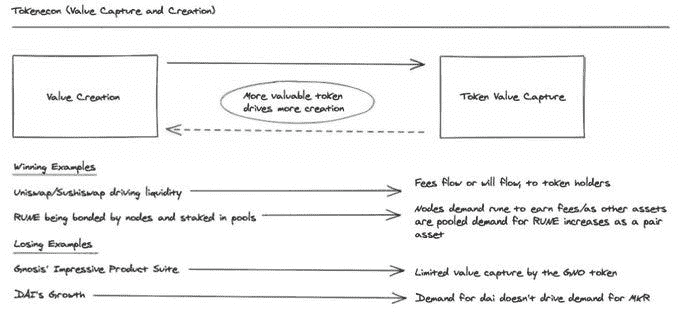 Tokenecon (Value Capture and Creation)
Value Creation
More valuable token
drives more creation
Token Value Capture
Winning Examples
Uniswap/Sushiswap driving liquidity
Fees flow or will flow, to token holders
RUNE being bonded by nodes and staked in pools
Nodes demand rune to earn fees/as other assets
are pooled demand for RUNE increases as a pair
asset
Losing Examples
Gnosis' Impressive Product Suite
Limited value capture by the GNO token
DAI's Growth
Demand for dai doesn't drive demand for MKR